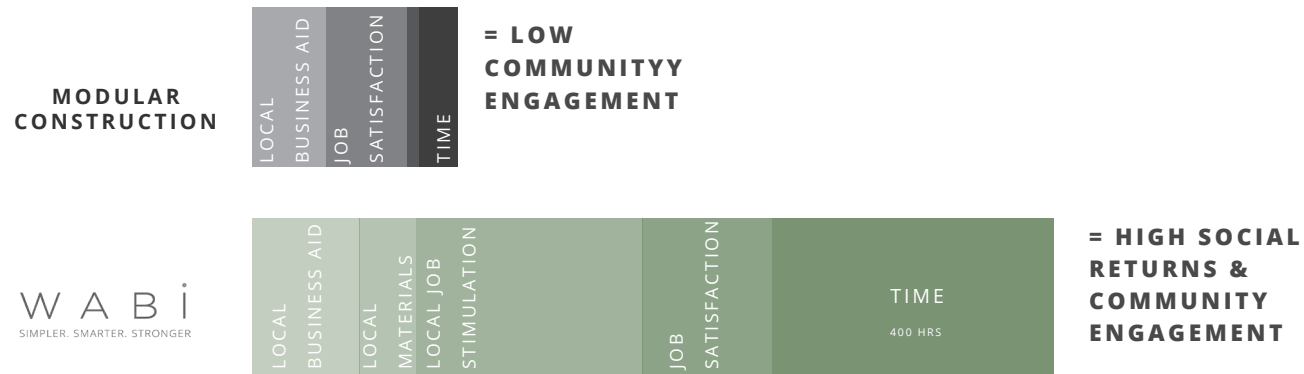 MODULAR
CONSTRUCTION
LOCAL
BUSINESS AID
JOB
SATISFACTION
TIME
= LOW
COMMUNITYY
ENGAGEMENT
WABi
SIMPLER. SMARTER. STRONGER
LOCAL
BUSINESS AID
LOCAL
MATERIALS
LOCAL JOB
STIMULATION
JOB
SATISFACTION
TIME
400 HRS
= HIGH SOCIAL
RETURNS &
COMMUNITY
ENGAGEMENT